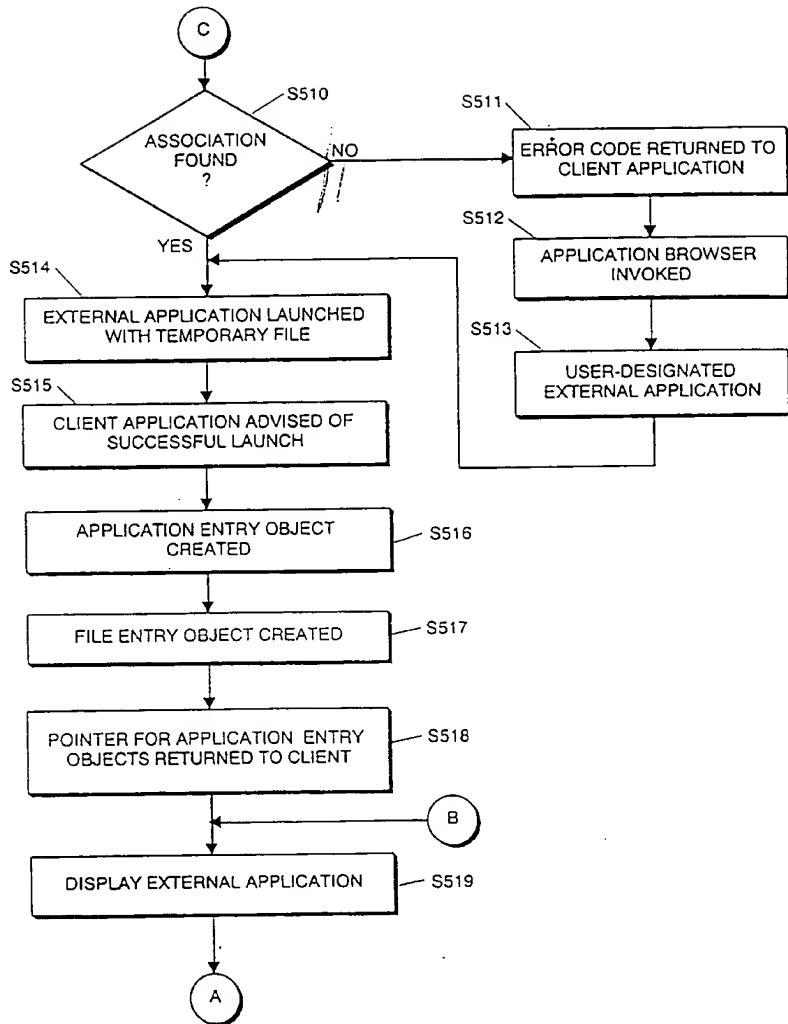 C
S510
ASSOCIATION
FOUND
?
NO
YES
S511
ERROR CODE RETURNED TO
CLIENT APPLICATION
S512
APPLICATION BROWSER
INVOKED
S513
USER-DESIGNATED
EXTERNAL APPLICATION
S514
EXTERNAL APPLICATION LAUNCHED
WITH TEMPORARY FILE
S515
CLIENT APPLICATION ADVISED OF
SUCCESSFUL LAUNCH
APPLICATION ENTRY OBJECT
CREATED
S516
FILE ENTRY OBJECT CREATED
S517
POINTER FOR APPLICATION ENTRY
OBJECTS RETURNED TO CLIENT
S518
B
DISPLAY EXTERNAL APPLICATION
S519
A